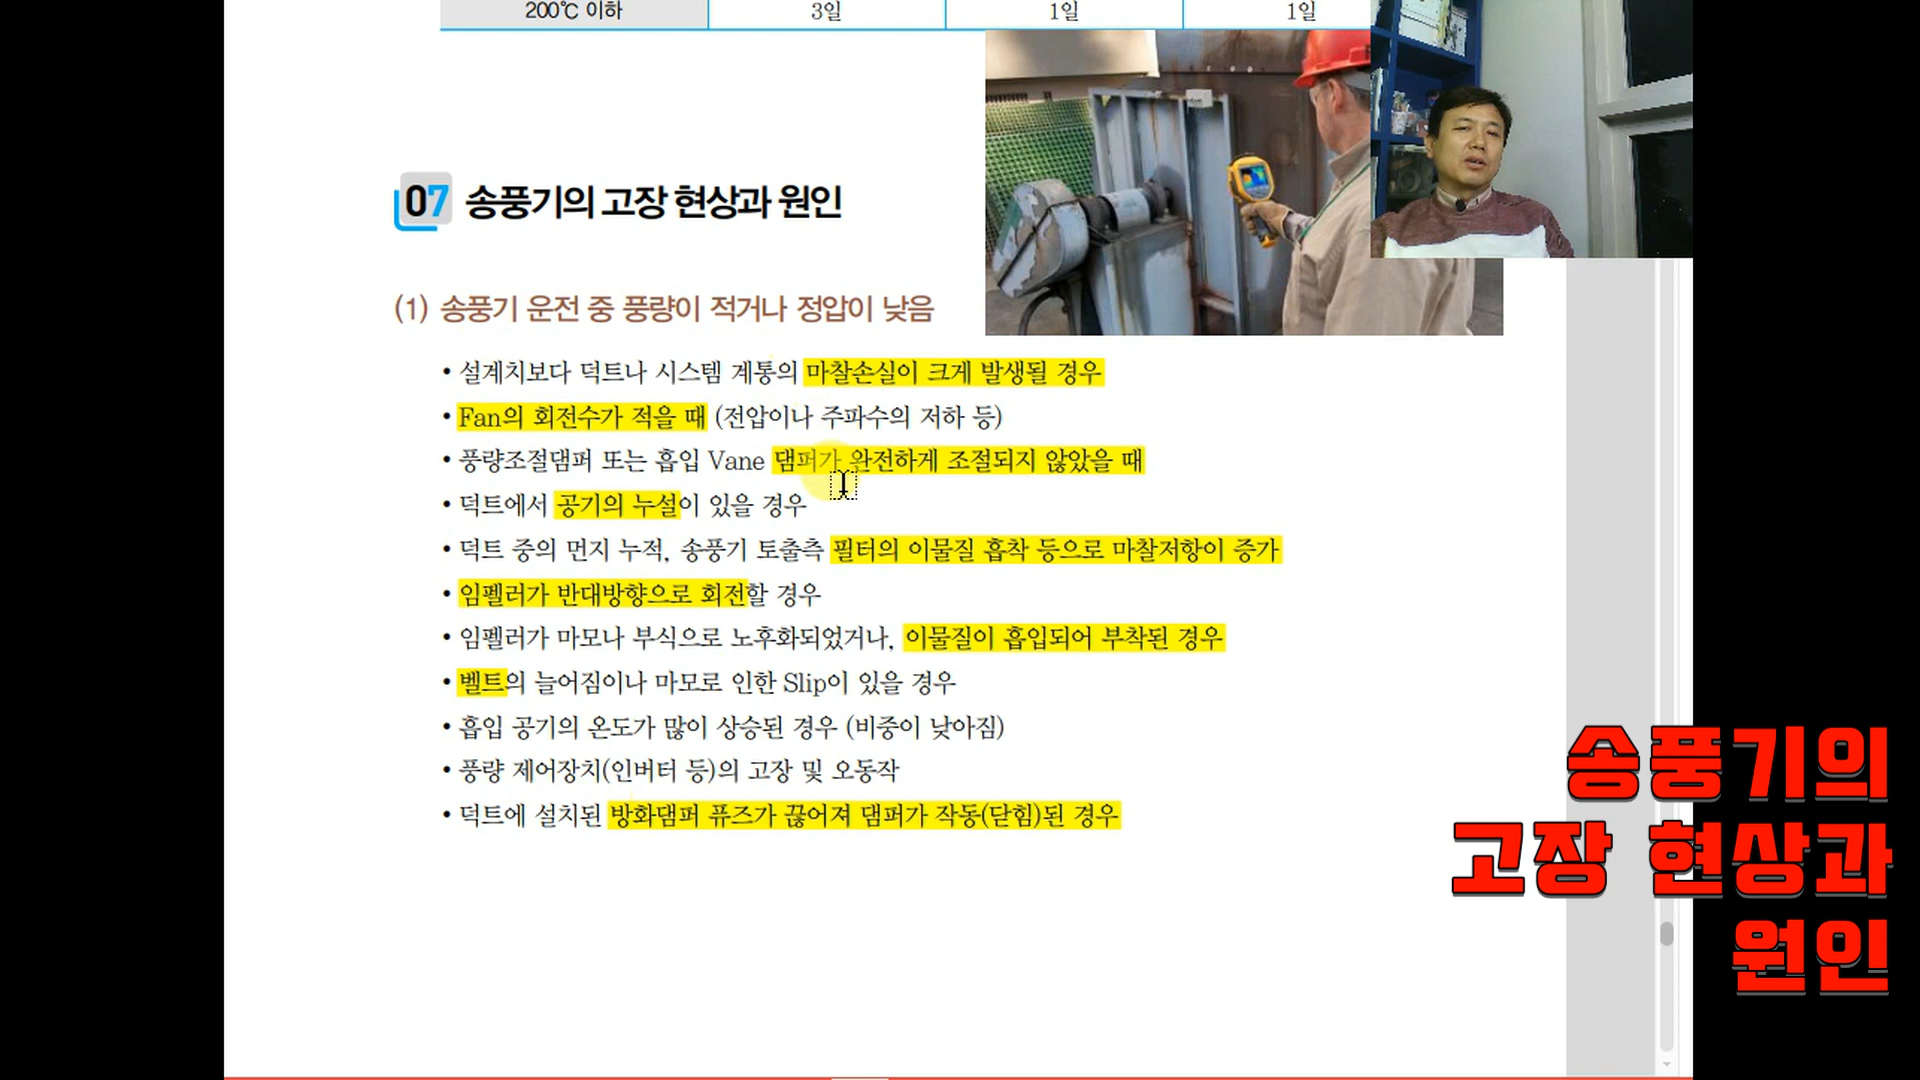 200℃ 이하 3일 1일 1일
07 송풍기의 고장 현상과 원인
(1) 송풍기 운전 중 풍량이 적거나 정압이 낮음
• 설계치보다 덕트나 시스템 계통의 마찰손실이 크게 발생될 경우
• Fan의 회전수가 적을 때 (전압이나 주파수의 저하 등)
• 풍량조절댐퍼 또는 흡입 Vane 댐퍼가 완전하게 조절되지 않았을 때
• 덕트에서 공기의 누설이 있을 경우
• 덕트 중의 먼지 누적, 송풍기 토출측 필터의 이물질 흡착 등으로 마찰저항이 증가
• 임펠러가 반대방향으로 회전할 경우
• 임펠러가 마모나 부식으로 노후화되었거나, 이물질이 흡입되어 부착된 경우
• 벨트의 늘어짐이나 마모로 인한 Slip이 있을 경우
• 흡입 공기의 온도가 많이 상승된 경우 (비중이 낮아짐)
• 풍량 제어장치(인버터 등)의 고장 및 오동작
• 덕트에 설치된 방화댐퍼 퓨즈가 끊어져 댐퍼가 작동(닫힘)된 경우
송풍기의
고장 현상과
원인